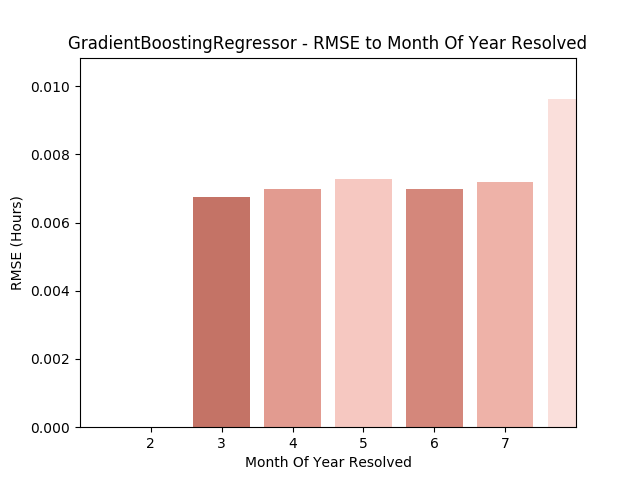 GradientBoostingRegressor - RMSE to Month Of Year Resolved
0.010
0.008
0.006
0.004
0.002
0.000
RMSE (Hours)
2 3 4 5 6 7
Month Of Year Resolved